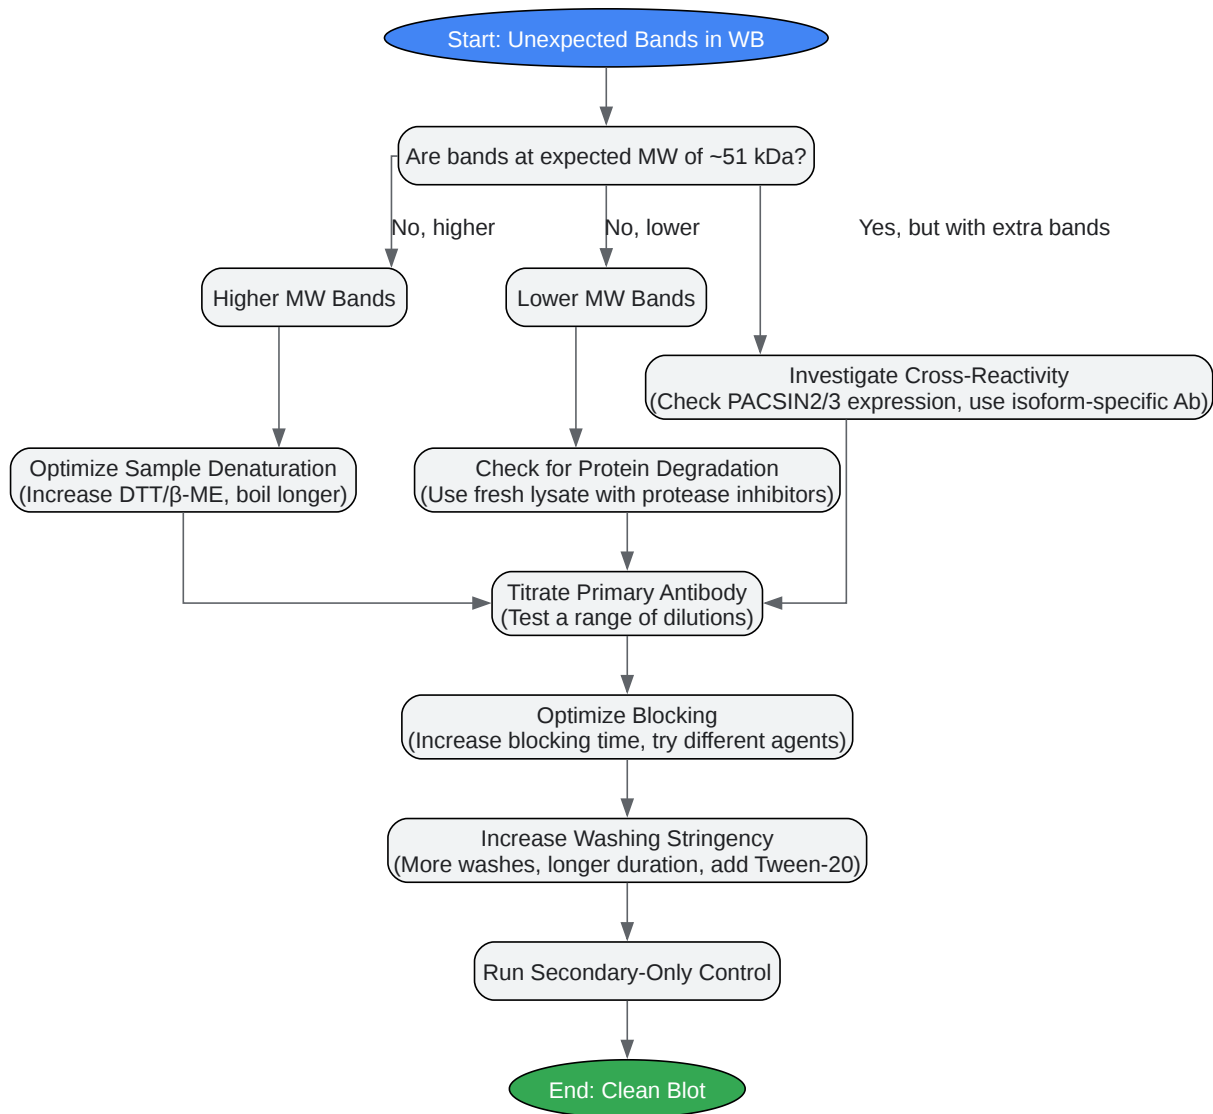 Start: Unexpected Bands in WB
Are bands at expected MW of ~51 kDa?
No, higher
No, lower
Yes, but with extra bands
Higher MW Bands
Lower MW Bands
Investigate Cross-Reactivity
(Check PACSIN2/3 expression, use isoform-specific Ab)
Optimize Sample Denaturation
(Increase DTT/β-ME, boil longer)
Check for Protein Degradation
(Use fresh lysate with protease inhibitors)
Titrate Primary Antibody
(Test a range of dilutions)
Optimize Blocking
(Increase blocking time, try different agents)
Increase Washing Stringency
(More washes, longer duration, add Tween-20)
Run Secondary-Only Control
End: Clean Blot